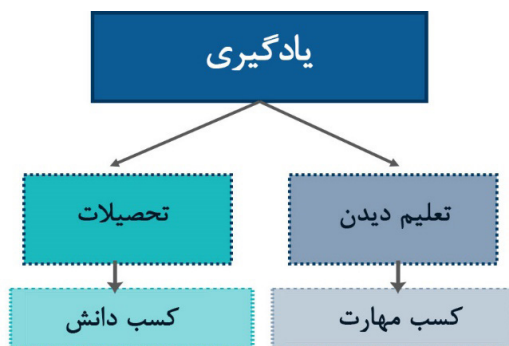 یادگیری
تعلیم دیدن
تحصیلات
کسب مهارت
کسب دانش